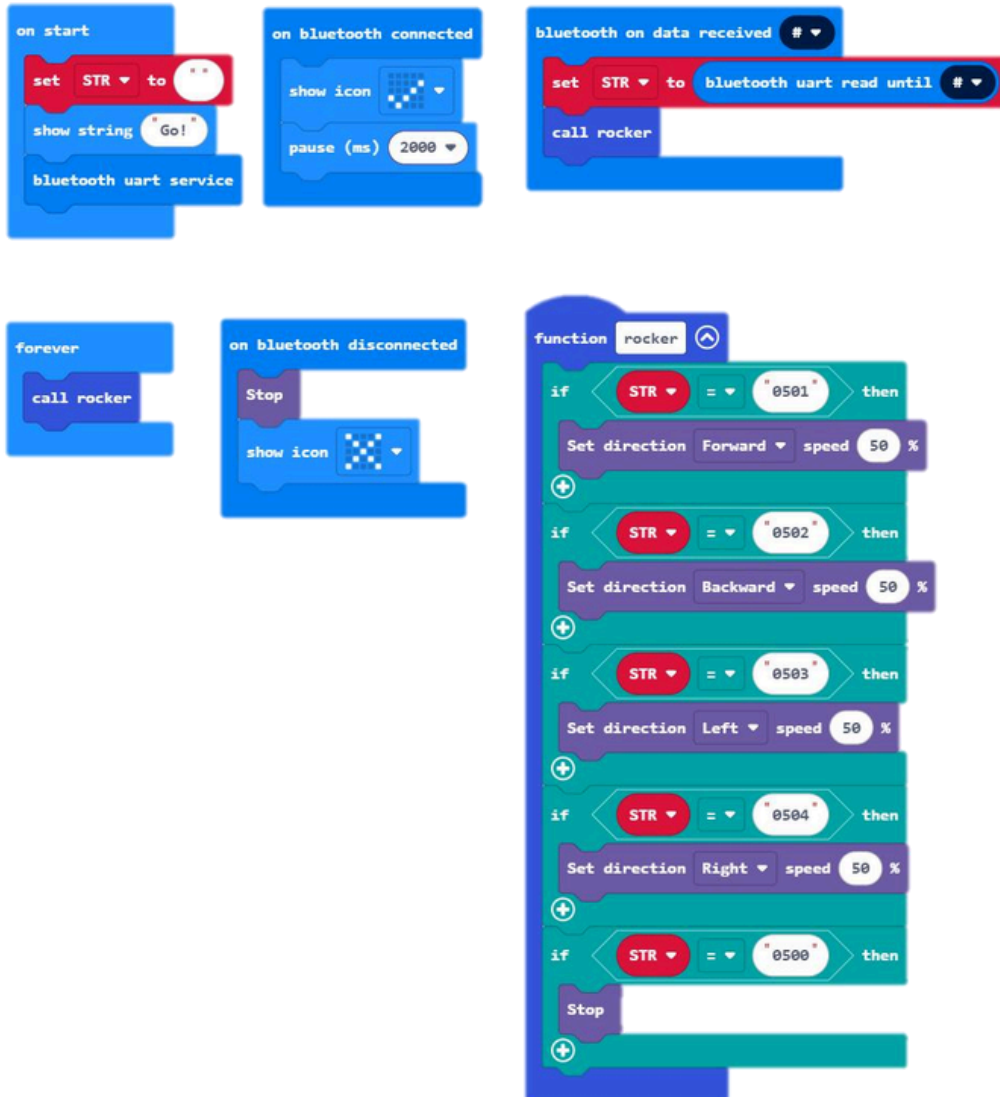 on start
set STR to " "
show string "Go!"
bluetooth uart service
on bluetooth connected
show icon
pause (ms) 2000
bluetooth on data received #
set STR to bluetooth uart read until #
call rocker
forever
call rocker
on bluetooth disconnected
Stop
show icon
function rocker
if STR = "0501" then
Set direction Forward speed 50 %
if STR = "0502" then
Set direction Backward speed 50 %
if STR = "0503" then
Set direction Left speed 50 %
if STR = "0504" then
Set direction Right speed 50 %
if STR = "0500" then
Stop